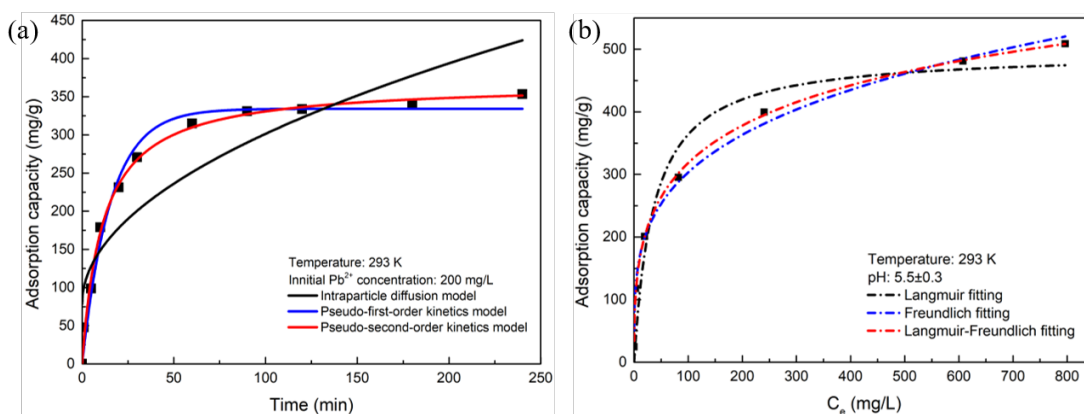 (a)
Adsorption capacity (mg/g)
450
400
350
300
250
200
150
100
50
0
Temperature: 293 K
Innitial Pb²⁺ concentration: 200 mg/L
Intraparticle diffusion model
Pseudo-first-order kinetics model
Pseudo-second-order kinetics model
0 50 100 150 200 250
Time (min)
(b)
Adsorption capacity (mg/g)
500
400
300
200
100
0
Temperature: 293 K
pH: 5.5±0.3
Langmuir fitting
Freundlich fitting
Langmuir-Freundlich fitting
0 100 200 300 400 500 600 700 800
Cₑ (mg/L)